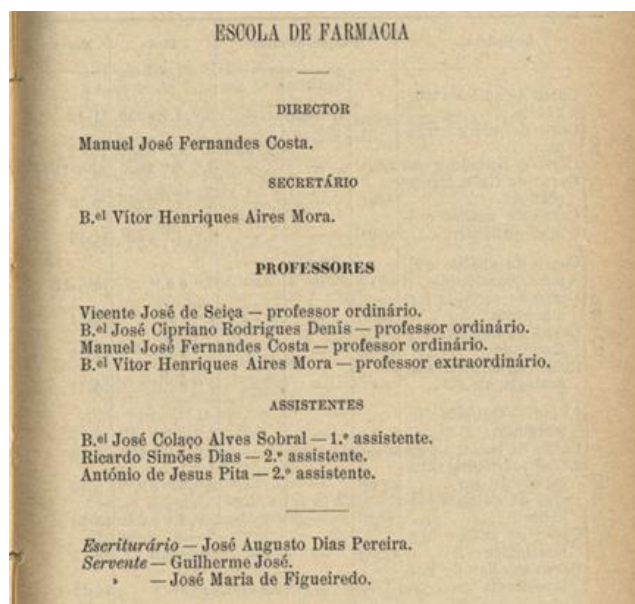 ESCOLA DE FARMACIA
DIRECTOR
Manuel José Fernandes Costa.
SECRETÁRIO
B.el Vítor Henriques Aires Mora.
PROFESSORES
Vicente José de Seiça — professor ordinário.
B.el José Cipriano Rodrigues Denís — professor ordinário.
Manuel José Fernandes Costa — professor ordinário.
B.el Vítor Henriques Aires Mora — professor extraordinário.
ASSISTENTES
B.el José Colaço Alves Sobral — 1.º assistente.
Ricardo Simões Dias — 2.º assistente.
António de Jesus Pita — 2.º assistente.
Escriturário — José Augusto Dias Pereira.
Servente — Guilherme José.
» — José Maria de Figueiredo.